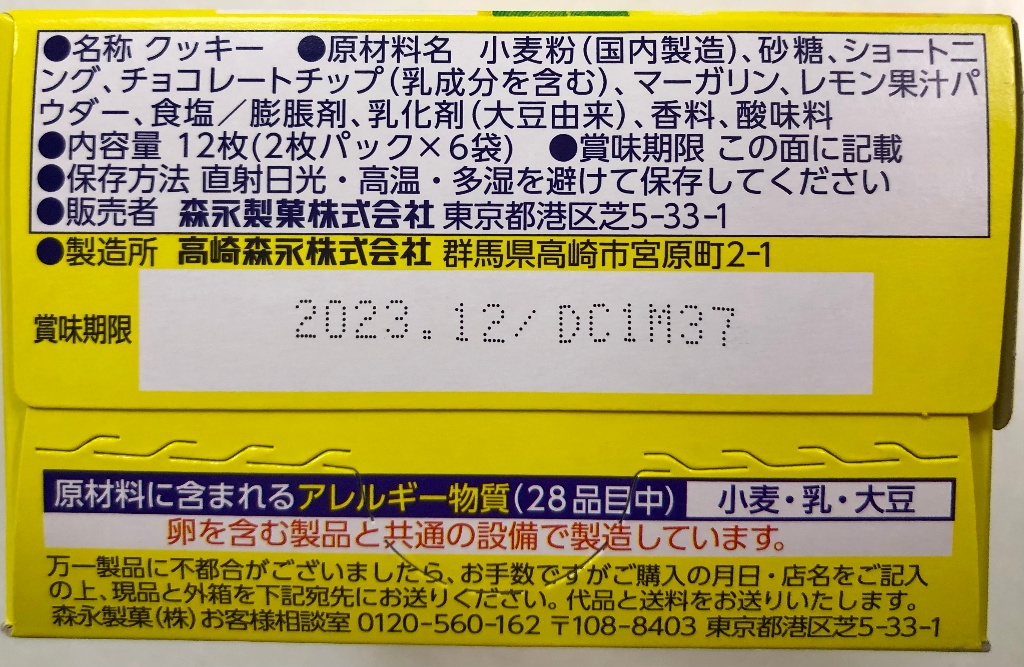 ●名称 クッキー ●原材料名 小麦粉(国内製造)、砂糖、ショートニ
ング、チョコレートチップ(乳成分を含む)、マーガリン、レモン果汁パ
ウダー、食塩/膨脹剤、乳化剤(大豆由来)、香料、酸味料
●内容量 12枚(2枚パック×6袋) ●賞味期限 この面に記載
●保存方法 直射日光・高温・多湿を避けて保存してください
●販売者 森永製菓株式会社 東京都港区芝5-33-1
●製造所 高崎森永株式会社 群馬県高崎市宮原町2-1
賞味期限 2023.12/DC1M37
原材料に含まれるアレルギー物質(28品目中) 小麦・乳・大豆
卵を含む製品と共通の設備で製造しています。
万一製品に不都合がございましたら、お手数ですがご購入の月日・店名をご記入
の上、現品と外箱を下記宛先にお送りください。代品と送料をお送りいたします。
森永製菓(株)お客様相談室 0120-560-162 〒108-8403 東京都港区芝5-33-1